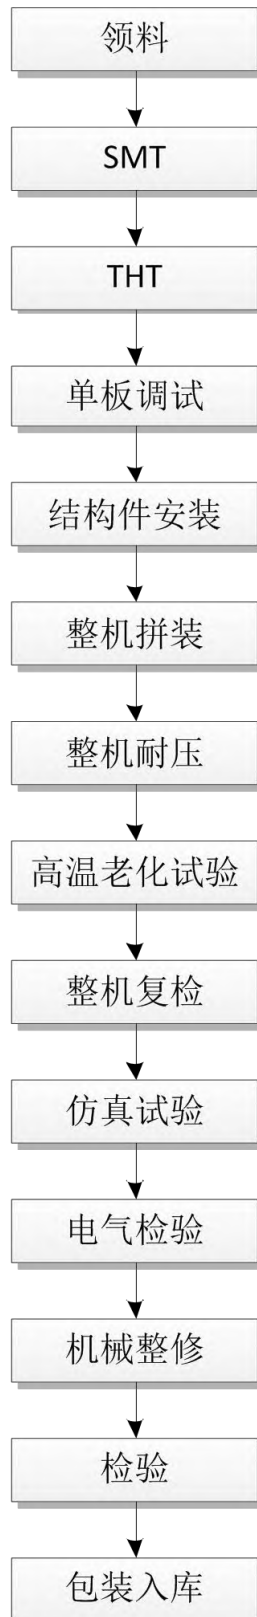 领料
SMT
THT
单板调试
结构件安装
整机拼装
整机耐压
高温老化试验
整机复检
仿真试验
电气检验
机械整修
检验
包装入库